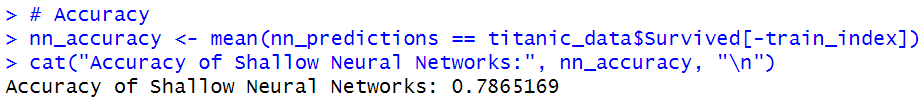 > # Accuracy
> nn_accuracy <- mean(nn_predictions == titanic_data$Survived[-train_index])
> cat("Accuracy of Shallow Neural Networks:", nn_accuracy, "\n")
Accuracy of Shallow Neural Networks: 0.7865169